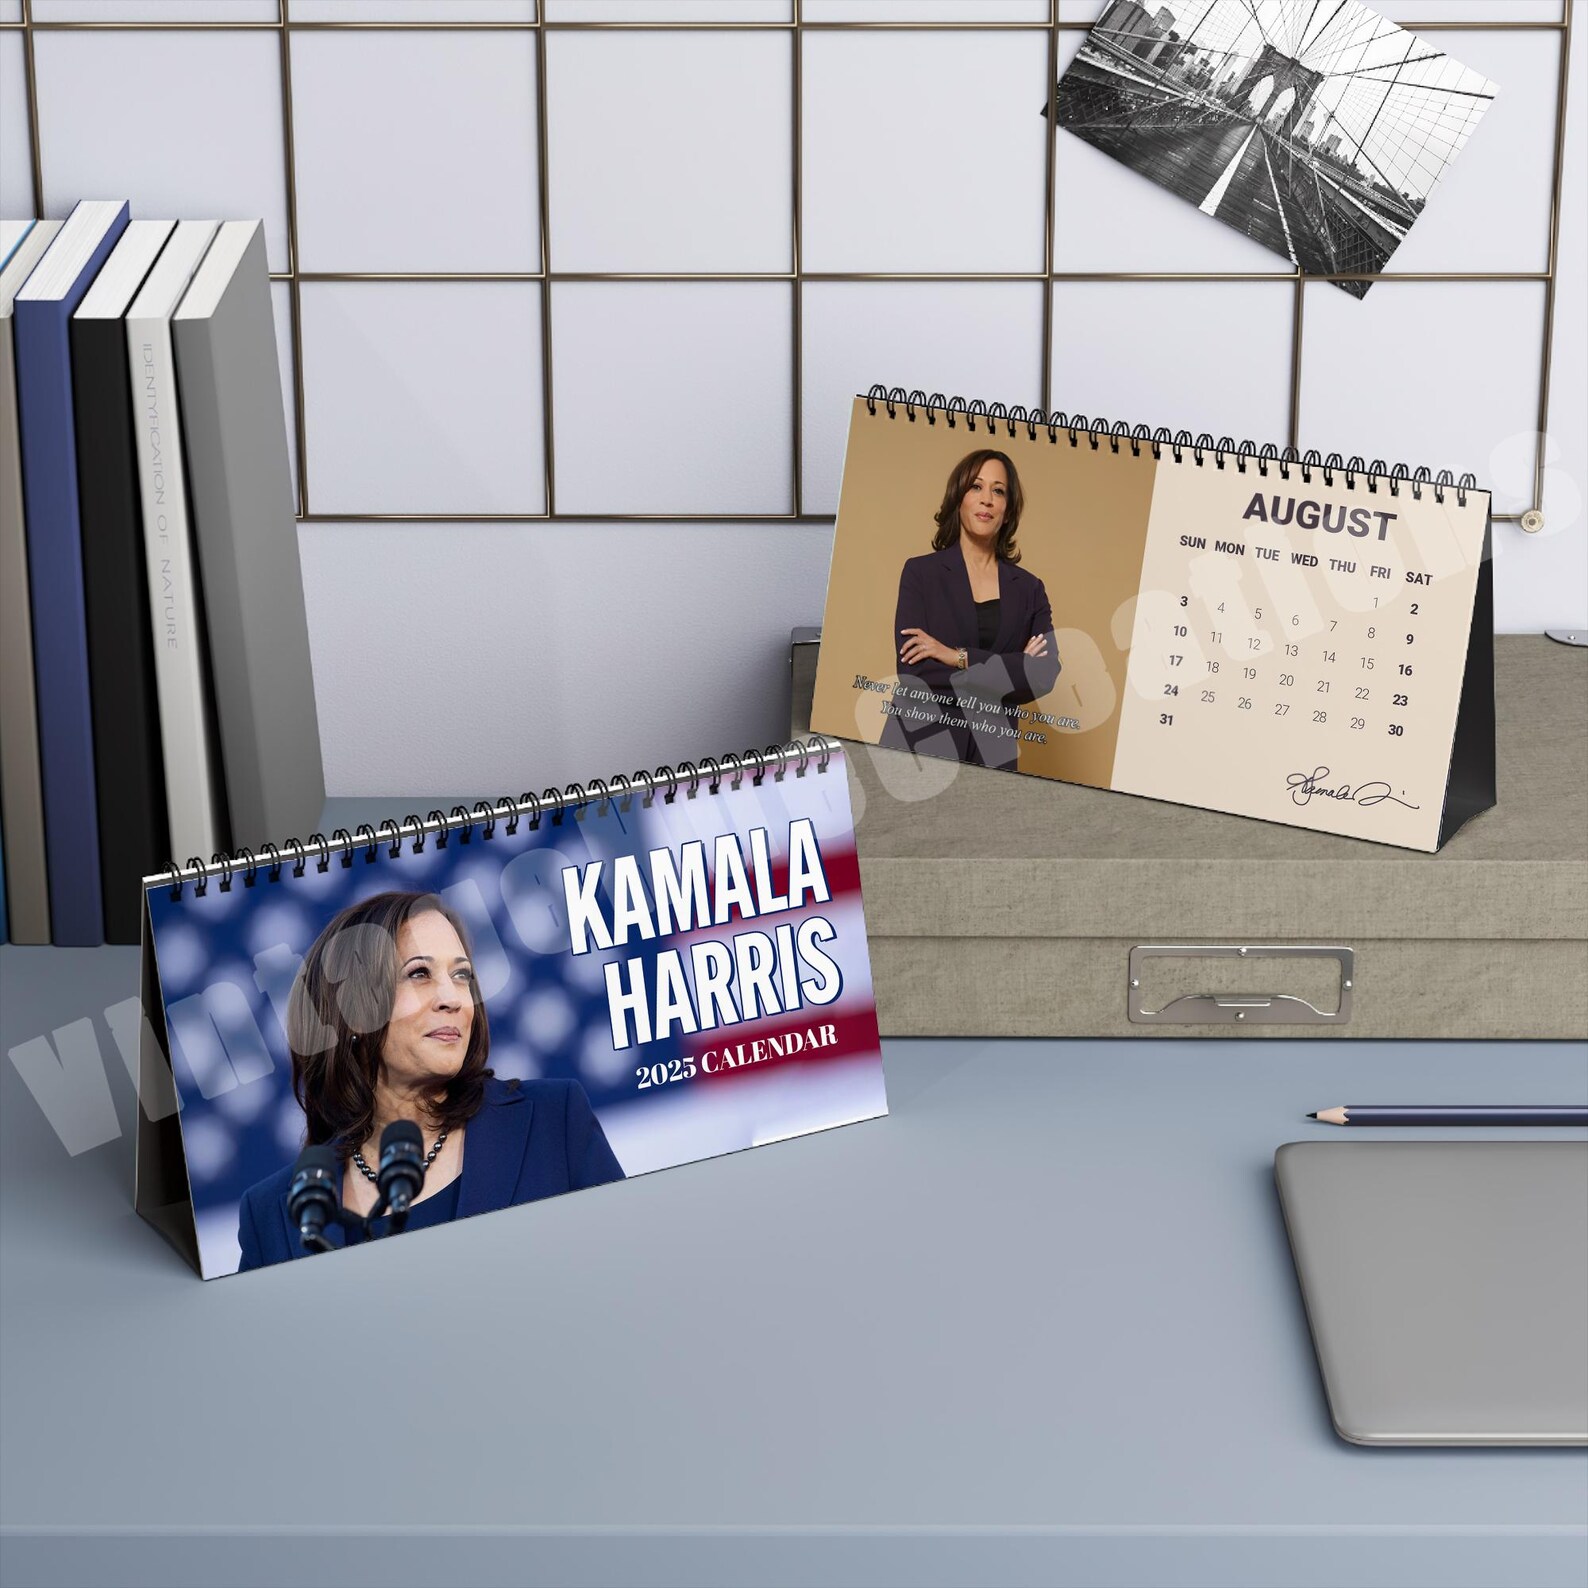 IDENTYFICATION OF NATURE
AUGUST
SUN MON TUE WED THU FRI SAT
1 2
3 4 5 6 7 8 9
10 11 12 13 14 15 16
17 18 19 20 21 22 23
24 25 26 27 28 29 30
31
Never let anyone tell you who you are.
You show them who you are.
KAMALA
HARRIS
2025 CALENDAR